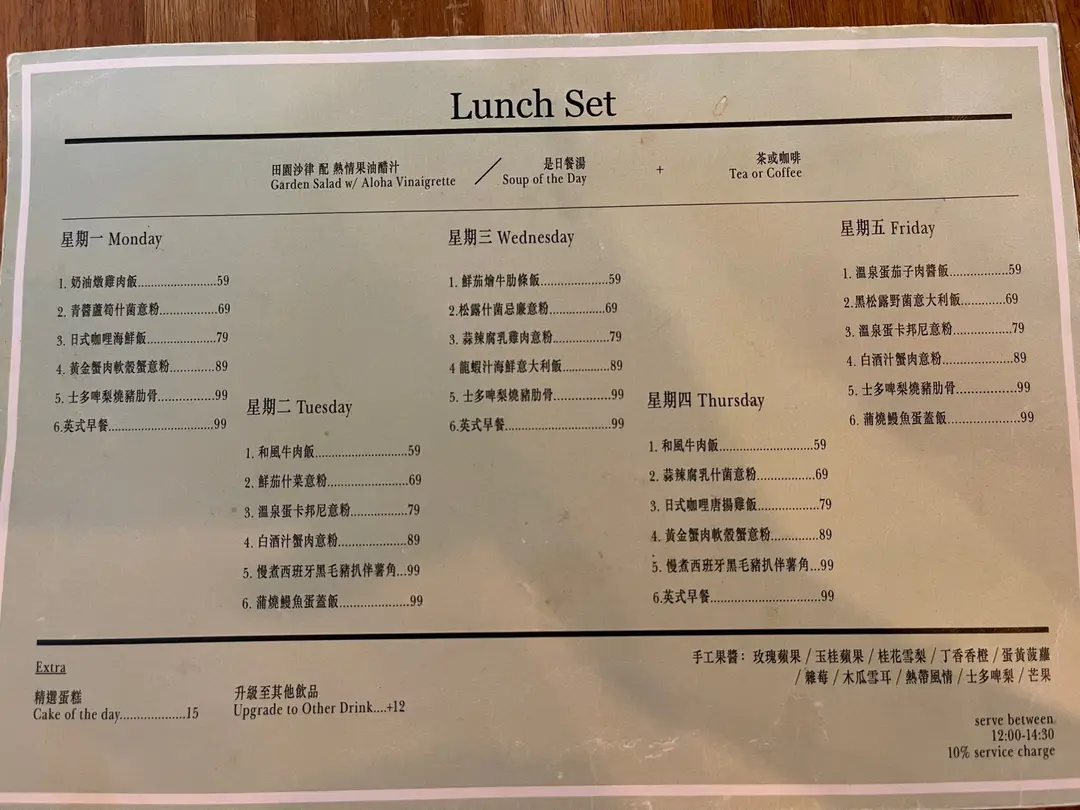 Lunch Set
田園沙律 配 熱情果油醋汁
Garden Salad w/ Aloha Vinaigrette
/
是日餐湯
Soup of the Day
+
茶或咖啡
Tea or Coffee
星期一 Monday
1. 奶油燉雞肉飯........................59
2. 青醬蘆筍什菌意粉..................69
3. 日式咖哩海鮮飯.....................79
4. 黃金蟹肉軟殼蟹意粉..............89
5. 士多啤梨燒豬肋骨..................99
6.英式早餐................................99
星期二 Tuesday
1. 和風牛肉飯............................59
2. 鮮茄什菜意粉.........................69
3. 溫泉蛋卡邦尼意粉..................79
4. 白酒汁蟹肉意粉.....................89
5. 慢煮西班牙黑毛豬扒伴薯角...99
6. 蒲燒鰻魚蛋蓋飯.....................99
星期三 Wednesday
1. 鮮茄燴牛肋條飯.....................59
2.松露什菌忌廉意粉..................69
3. 蒜辣腐乳雞肉意粉..................79
4 龍蝦汁海鮮意大利飯..............89
5. 士多啤梨燒豬肋骨..................99
6.英式早餐................................99
星期四 Thursday
1. 和風牛肉飯............................59
2. 蒜辣腐乳什菌意粉..................69
3. 日式咖哩唐揚雞飯..................79
4. 黃金蟹肉軟殼蟹意粉..............89
5. 慢煮西班牙黑毛豬扒伴薯角...99
6.英式早餐................................99
星期五 Friday
1. 溫泉蛋茄子肉醬飯..................59
2.黑松露野菌意大利飯..............69
3. 溫泉蛋卡邦尼意粉..................79
4. 白酒汁蟹肉意粉.....................89
5. 士多啤梨燒豬肋骨..................99
6. 蒲燒鰻魚蛋蓋飯.....................99
Extra
精選蛋糕
Cake of the day....................15
升級至其他飲品
Upgrade to Other Drink....+12
手工果醬： 玫瑰蘋果 / 玉桂蘋果 / 桂花雪梨 / 丁香香橙 / 蛋黃菠蘿
/ 雜莓 / 木瓜雪耳 / 熱帶風情 / 士多啤梨 / 芒果
serve between
12:00-14:30
10% service charge